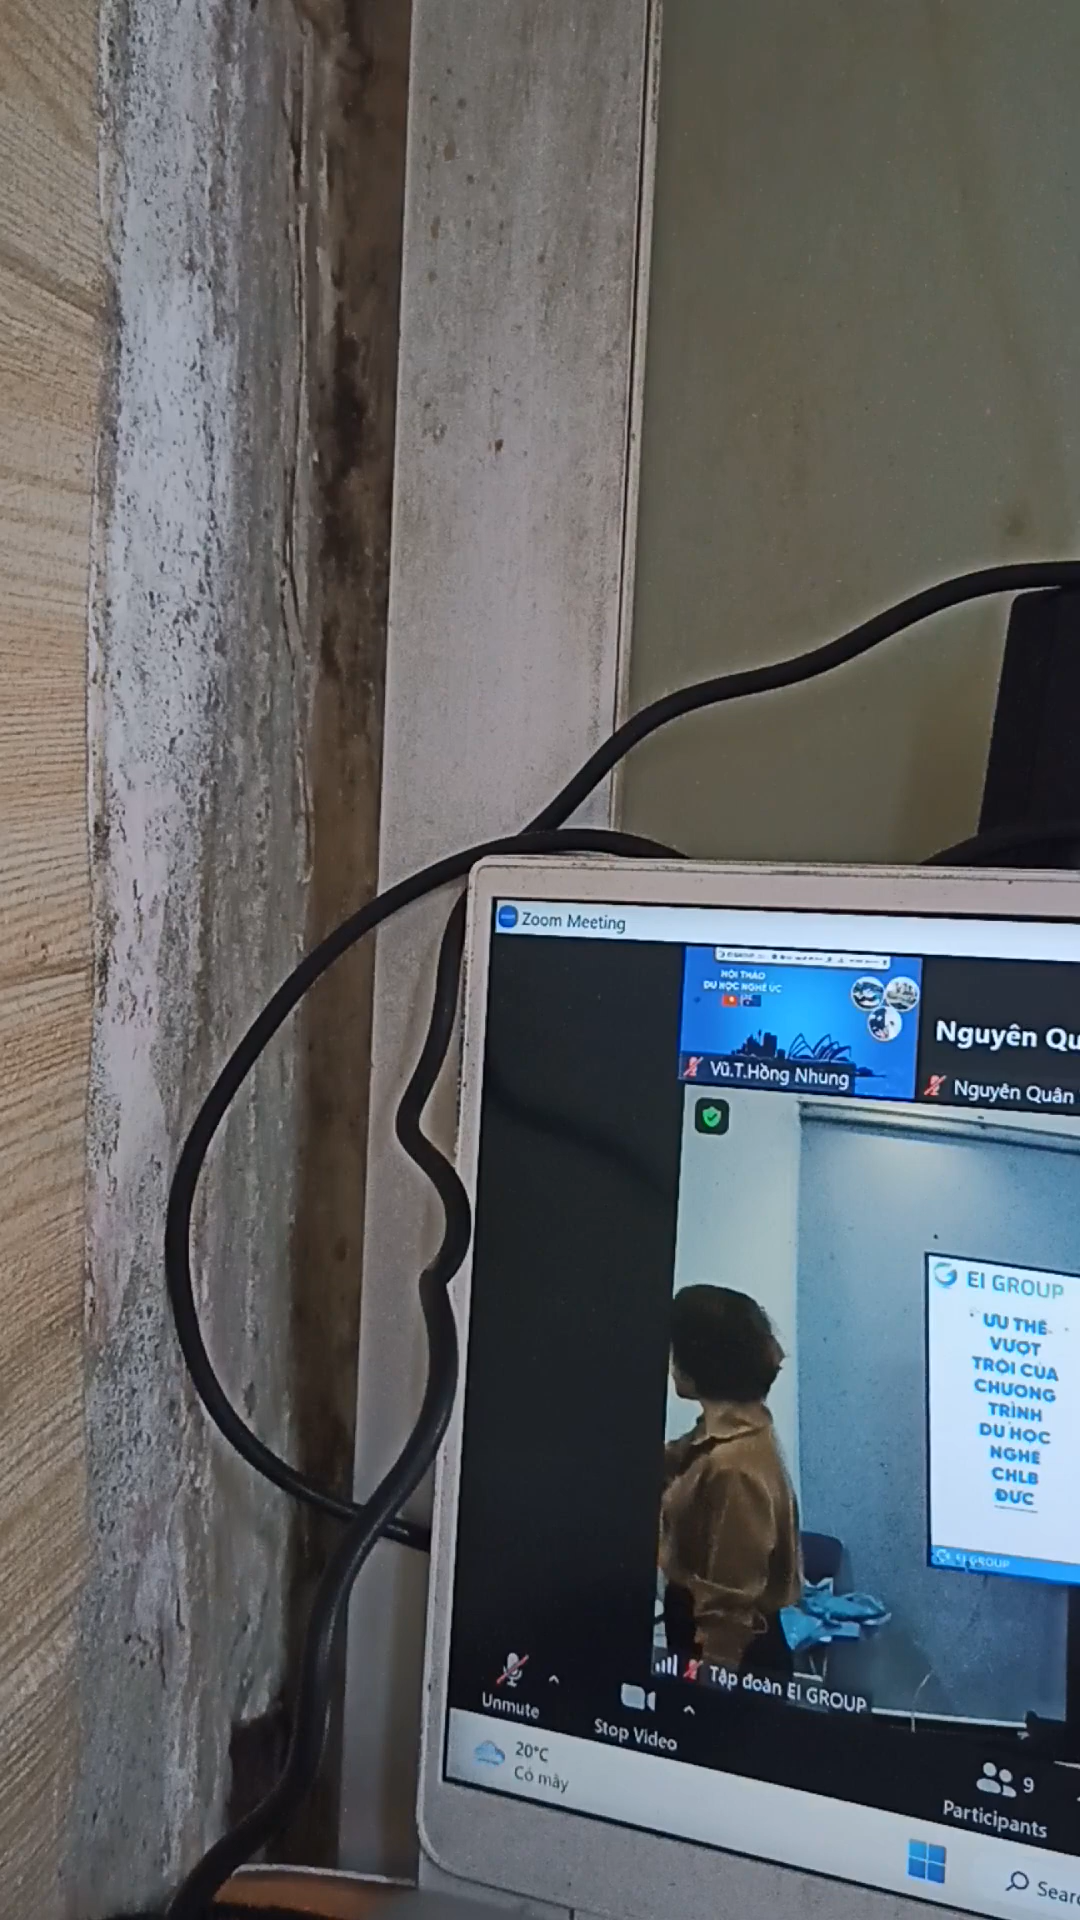 Zoom Meeting
HỘI THẢO
DU HỌC NGHỀ ÚC
Vũ.T.Hồng Nhung
Nguyên Qu
Nguyên Quân
EI GROUP
ƯU THẾ
VƯỢT
TRỘI CỦA
CHƯƠNG
TRÌNH
DU HỌC
NGHỀ
CHLB
ĐỨC
EI GROUP
Tập đoàn EI GROUP
Unmute
Stop Video
9
Participants
20°C
Có mây
Sear